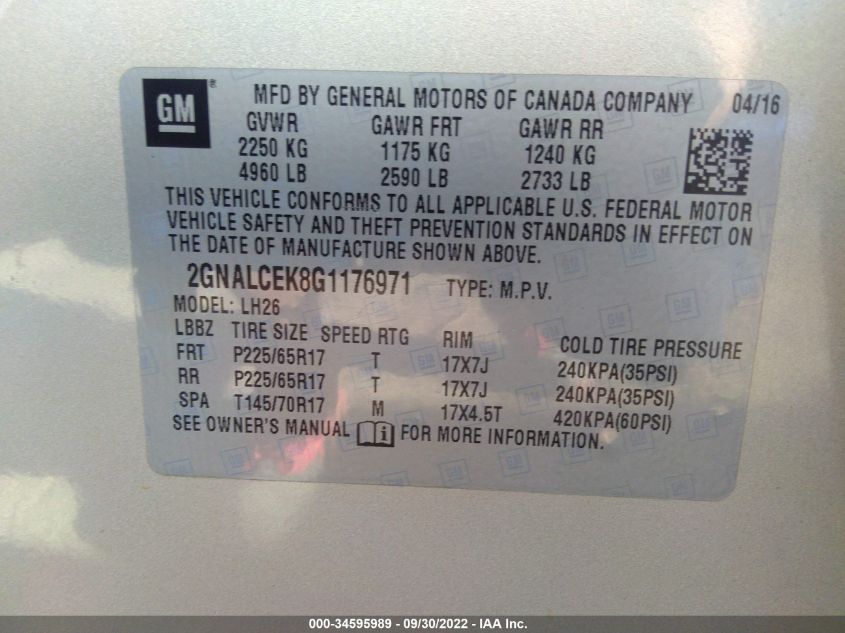 GM ® MFD BY GENERAL MOTORS OF CANADA COMPANY 04/16
GVWR GAWR FRT GAWR RR
2250 KG 1175 KG 1240 KG
4960 LB 2590 LB 2733 LB
THIS VEHICLE CONFORMS TO ALL APPLICABLE U.S. FEDERAL MOTOR
VEHICLE SAFETY AND THEFT PREVENTION STANDARDS IN EFFECT ON
THE DATE OF MANUFACTURE SHOWN ABOVE.
2GNALCEK8G1176971 TYPE: M.P.V.
MODEL: LH26
LBBZ TIRE SIZE SPEED RTG RIM COLD TIRE PRESSURE
FRT P225/65R17 T 17X7J 240KPA(35PSI)
RR P225/65R17 T 17X7J 240KPA(35PSI)
SPA T145/70R17 M 17X4.5T 420KPA(60PSI)
SEE OWNER'S MANUAL i FOR MORE INFORMATION.
000-34595989 - 09/30/2022 - IAA Inc.